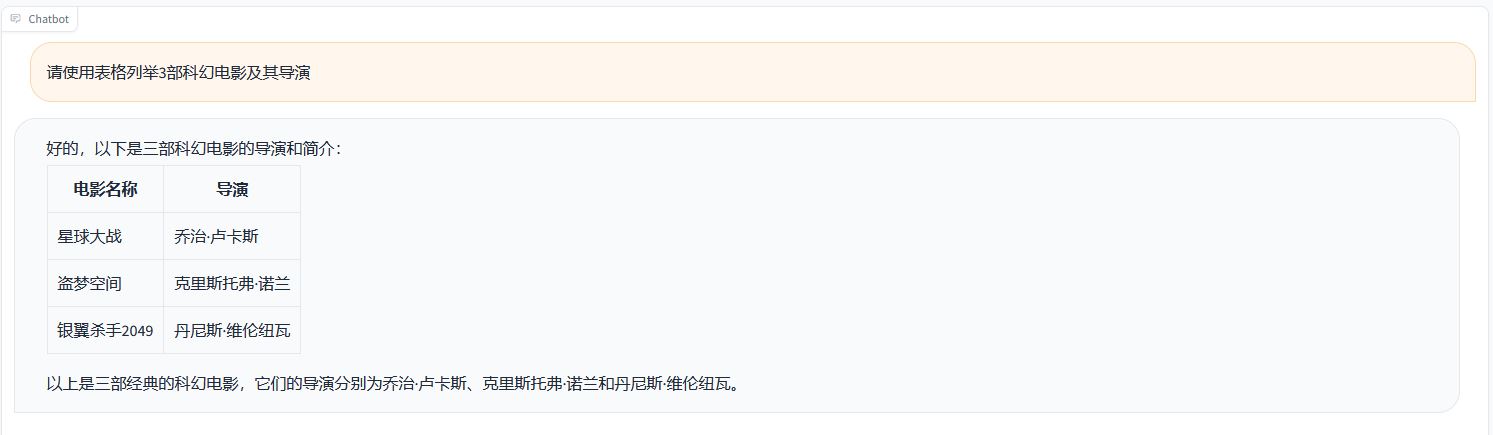 Chatbot
请使用表格列举3部科幻电影及其导演
好的，以下是三部科幻电影的导演和简介：
电影名称 导演
星球大战 乔治·卢卡斯
盗梦空间 克里斯托弗·诺兰
银翼杀手2049 丹尼斯·维伦纽瓦
以上是三部经典的科幻电影，它们的导演分别为乔治·卢卡斯、克里斯托弗·诺兰和丹尼斯·维伦纽瓦。